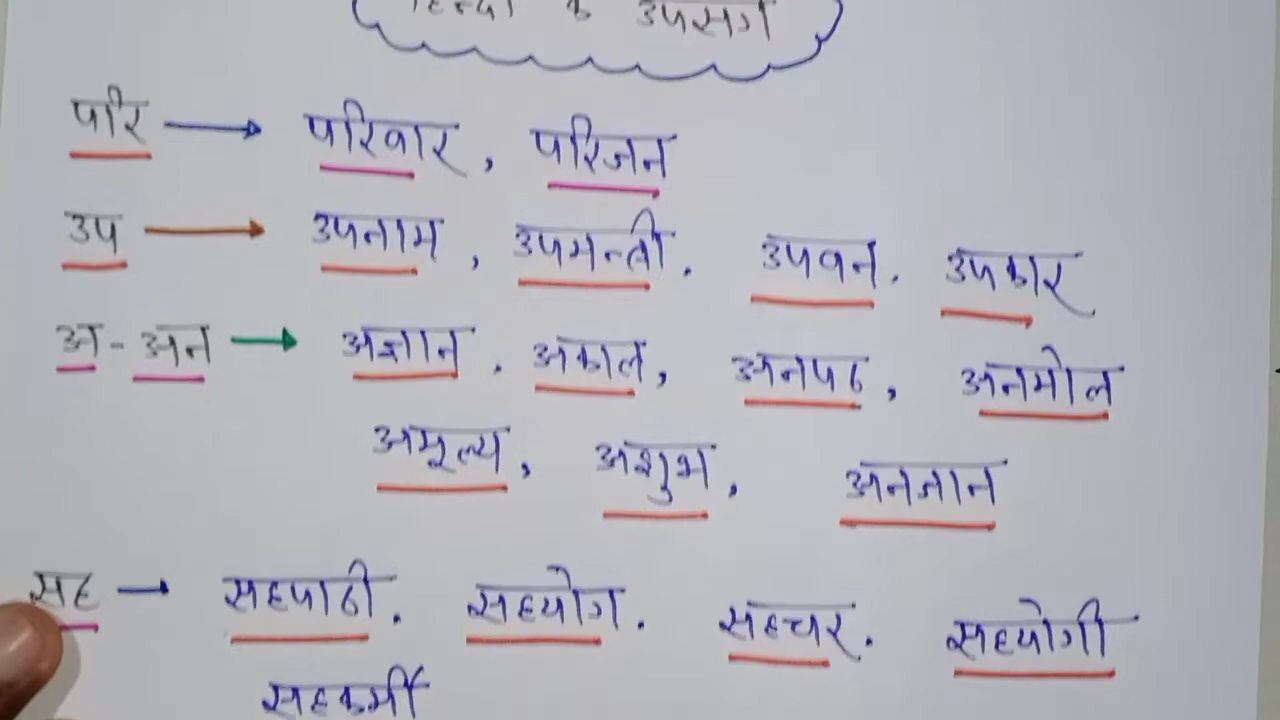 हिन्दी के उपसर्ग
परि → परिवार, परिजन
उप → उपनाम, उपमन्त्री. उपवन. उपकार
अ - अन → अज्ञान. अकाल, अनपढ, अनमोल
अमूल्य, अशुभ, अनजान
सह → सहपाठी. सहयोग. सहचर. सहयोगी
सहकर्मी